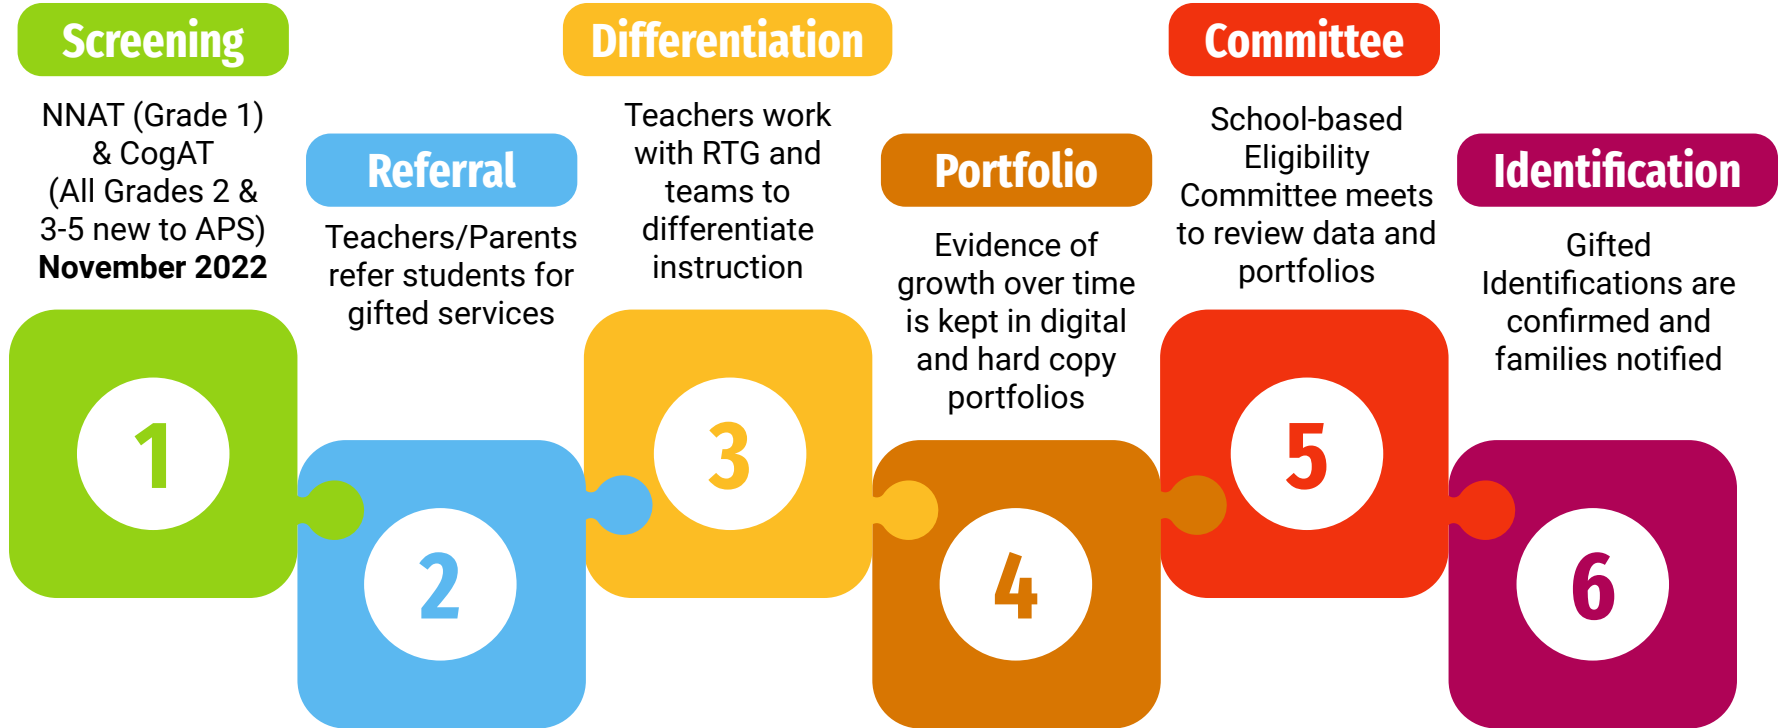 Screening
NNAT (Grade 1)
& CogAT
(All Grades 2 &
3-5 new to APS)
November 2022
1
Referral
Teachers/Parents
refer students for
gifted services
2
Differentiation
Teachers work
with RTG and
teams to
differentiate
instruction
3
Portfolio
Evidence of
growth over time
is kept in digital
and hard copy
portfolios
4
Committee
School-based
Eligibility
Committee meets
to review data and
portfolios
5
Identification
Gifted
Identifications are
confirmed and
families notified
6